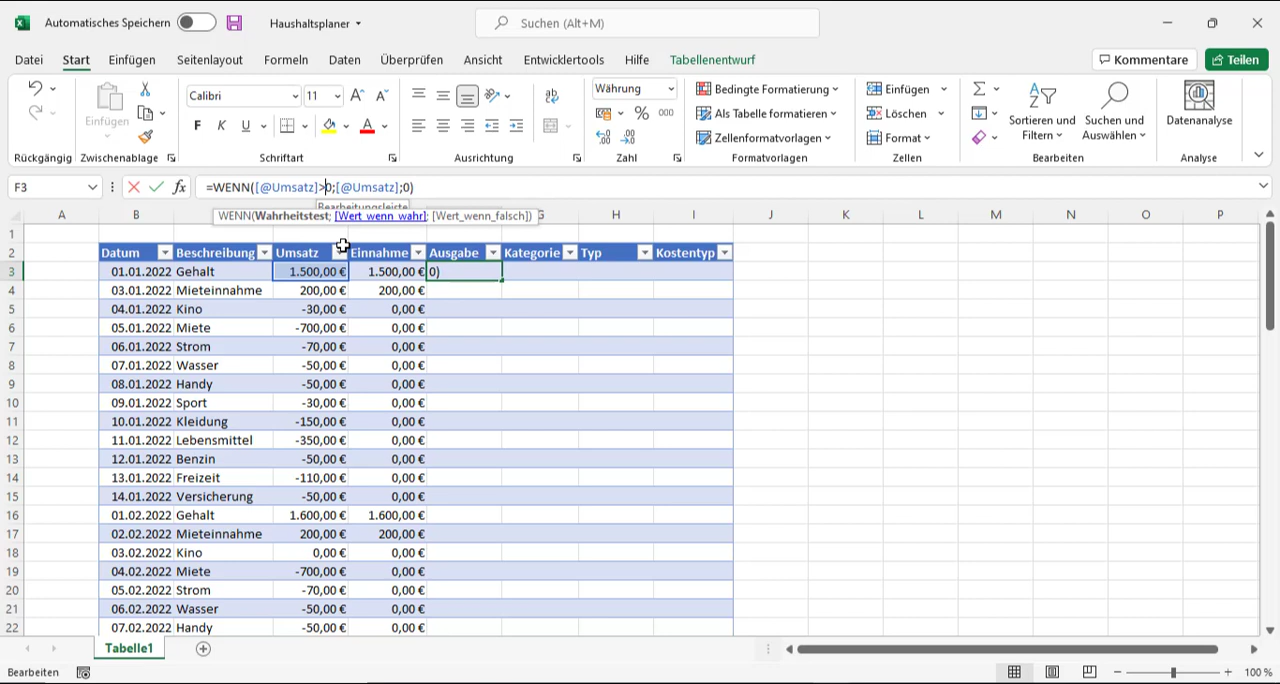 Automatisches Speichern Haushaltsplaner Suchen (Alt+M)
Datei Start Einfügen Seitenlayout Formeln Daten Überprüfen Ansicht Entwicklertools Hilfe Tabellenentwurf Kommentare Teilen
Calibri 11 Währung Bedingte Formatierung Einfügen
Einfügen F K U A % 000 Als Tabelle formatieren Löschen Sortieren und Filtern Suchen und Auswählen Datenanalyse
Zellenformatvorlagen Format
Rückgängig Zwischenablage Schriftart Ausrichtung Zahl Formatvorlagen Zellen Bearbeiten Analyse
F3 fx =WENN([@Umsatz]>0;[@Umsatz];0)
WENN(Wahrheitstest; [Wert_wenn_wahr]; [Wert_wenn_falsch])
A B G H I J K L M N O P
1
2 Datum Beschreibung Umsatz Einnahme Ausgabe Kategorie Typ Kostentyp
3 01.01.2022 Gehalt 1.500,00 € 1.500,00 € 0)
4 03.01.2022 Mieteinnahme 200,00 € 200,00 €
5 04.01.2022 Kino -30,00 € 0,00 €
6 05.01.2022 Miete -700,00 € 0,00 €
7 06.01.2022 Strom -70,00 € 0,00 €
8 07.01.2022 Wasser -50,00 € 0,00 €
9 08.01.2022 Handy -50,00 € 0,00 €
10 09.01.2022 Sport -30,00 € 0,00 €
11 10.01.2022 Kleidung -150,00 € 0,00 €
12 11.01.2022 Lebensmittel -350,00 € 0,00 €
13 12.01.2022 Benzin -50,00 € 0,00 €
14 13.01.2022 Freizeit -110,00 € 0,00 €
15 14.01.2022 Versicherung -50,00 € 0,00 €
16 01.02.2022 Gehalt 1.600,00 € 1.600,00 €
17 02.02.2022 Mieteinnahme 200,00 € 200,00 €
18 03.02.2022 Kino 0,00 € 0,00 €
19 04.02.2022 Miete -700,00 € 0,00 €
20 05.02.2022 Strom -70,00 € 0,00 €
21 06.02.2022 Wasser -50,00 € 0,00 €
22 07.02.2022 Handy -50,00 € 0,00 €
Tabelle1
Bearbeiten 100 %